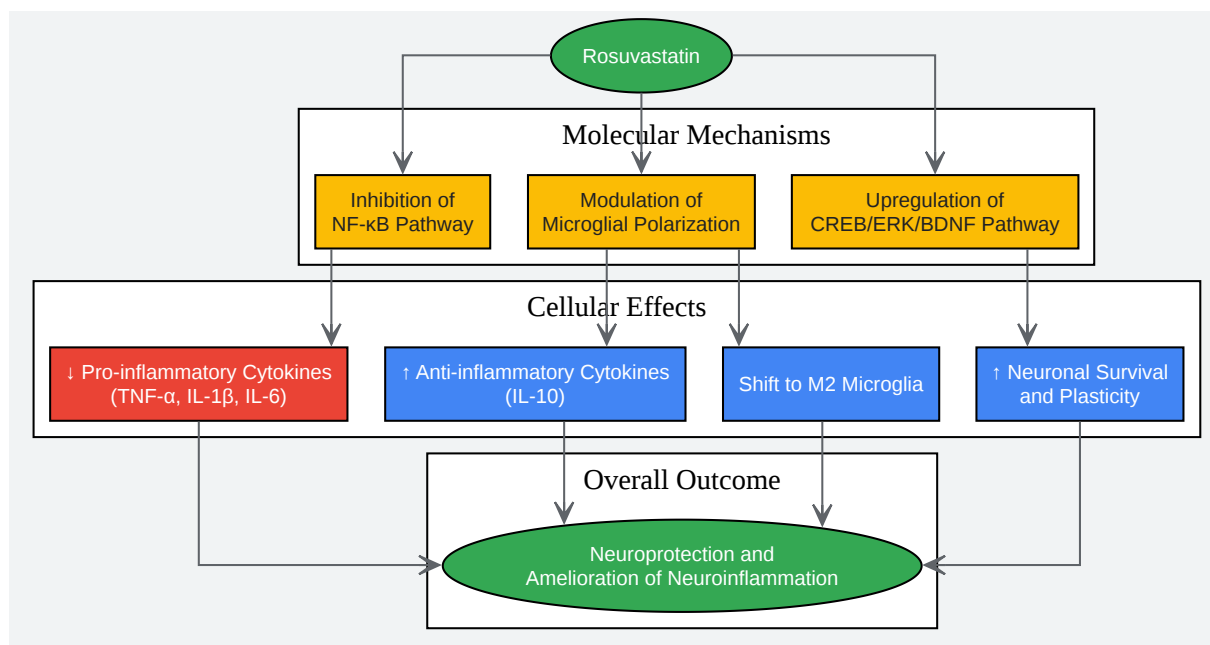 Rosuvastatin
Molecular Mechanisms
Inhibition of
NF-κB Pathway
Modulation of
Microglial Polarization
Upregulation of
CREB/ERK/BDNF Pathway
Cellular Effects
↓ Pro-inflammatory Cytokines
(TNF-α, IL-1β, IL-6)
↑ Anti-inflammatory Cytokines
(IL-10)
Shift to M2 Microglia
↑ Neuronal Survival
and Plasticity
Overall Outcome
Neuroprotection and
Amelioration of Neuroinflammation